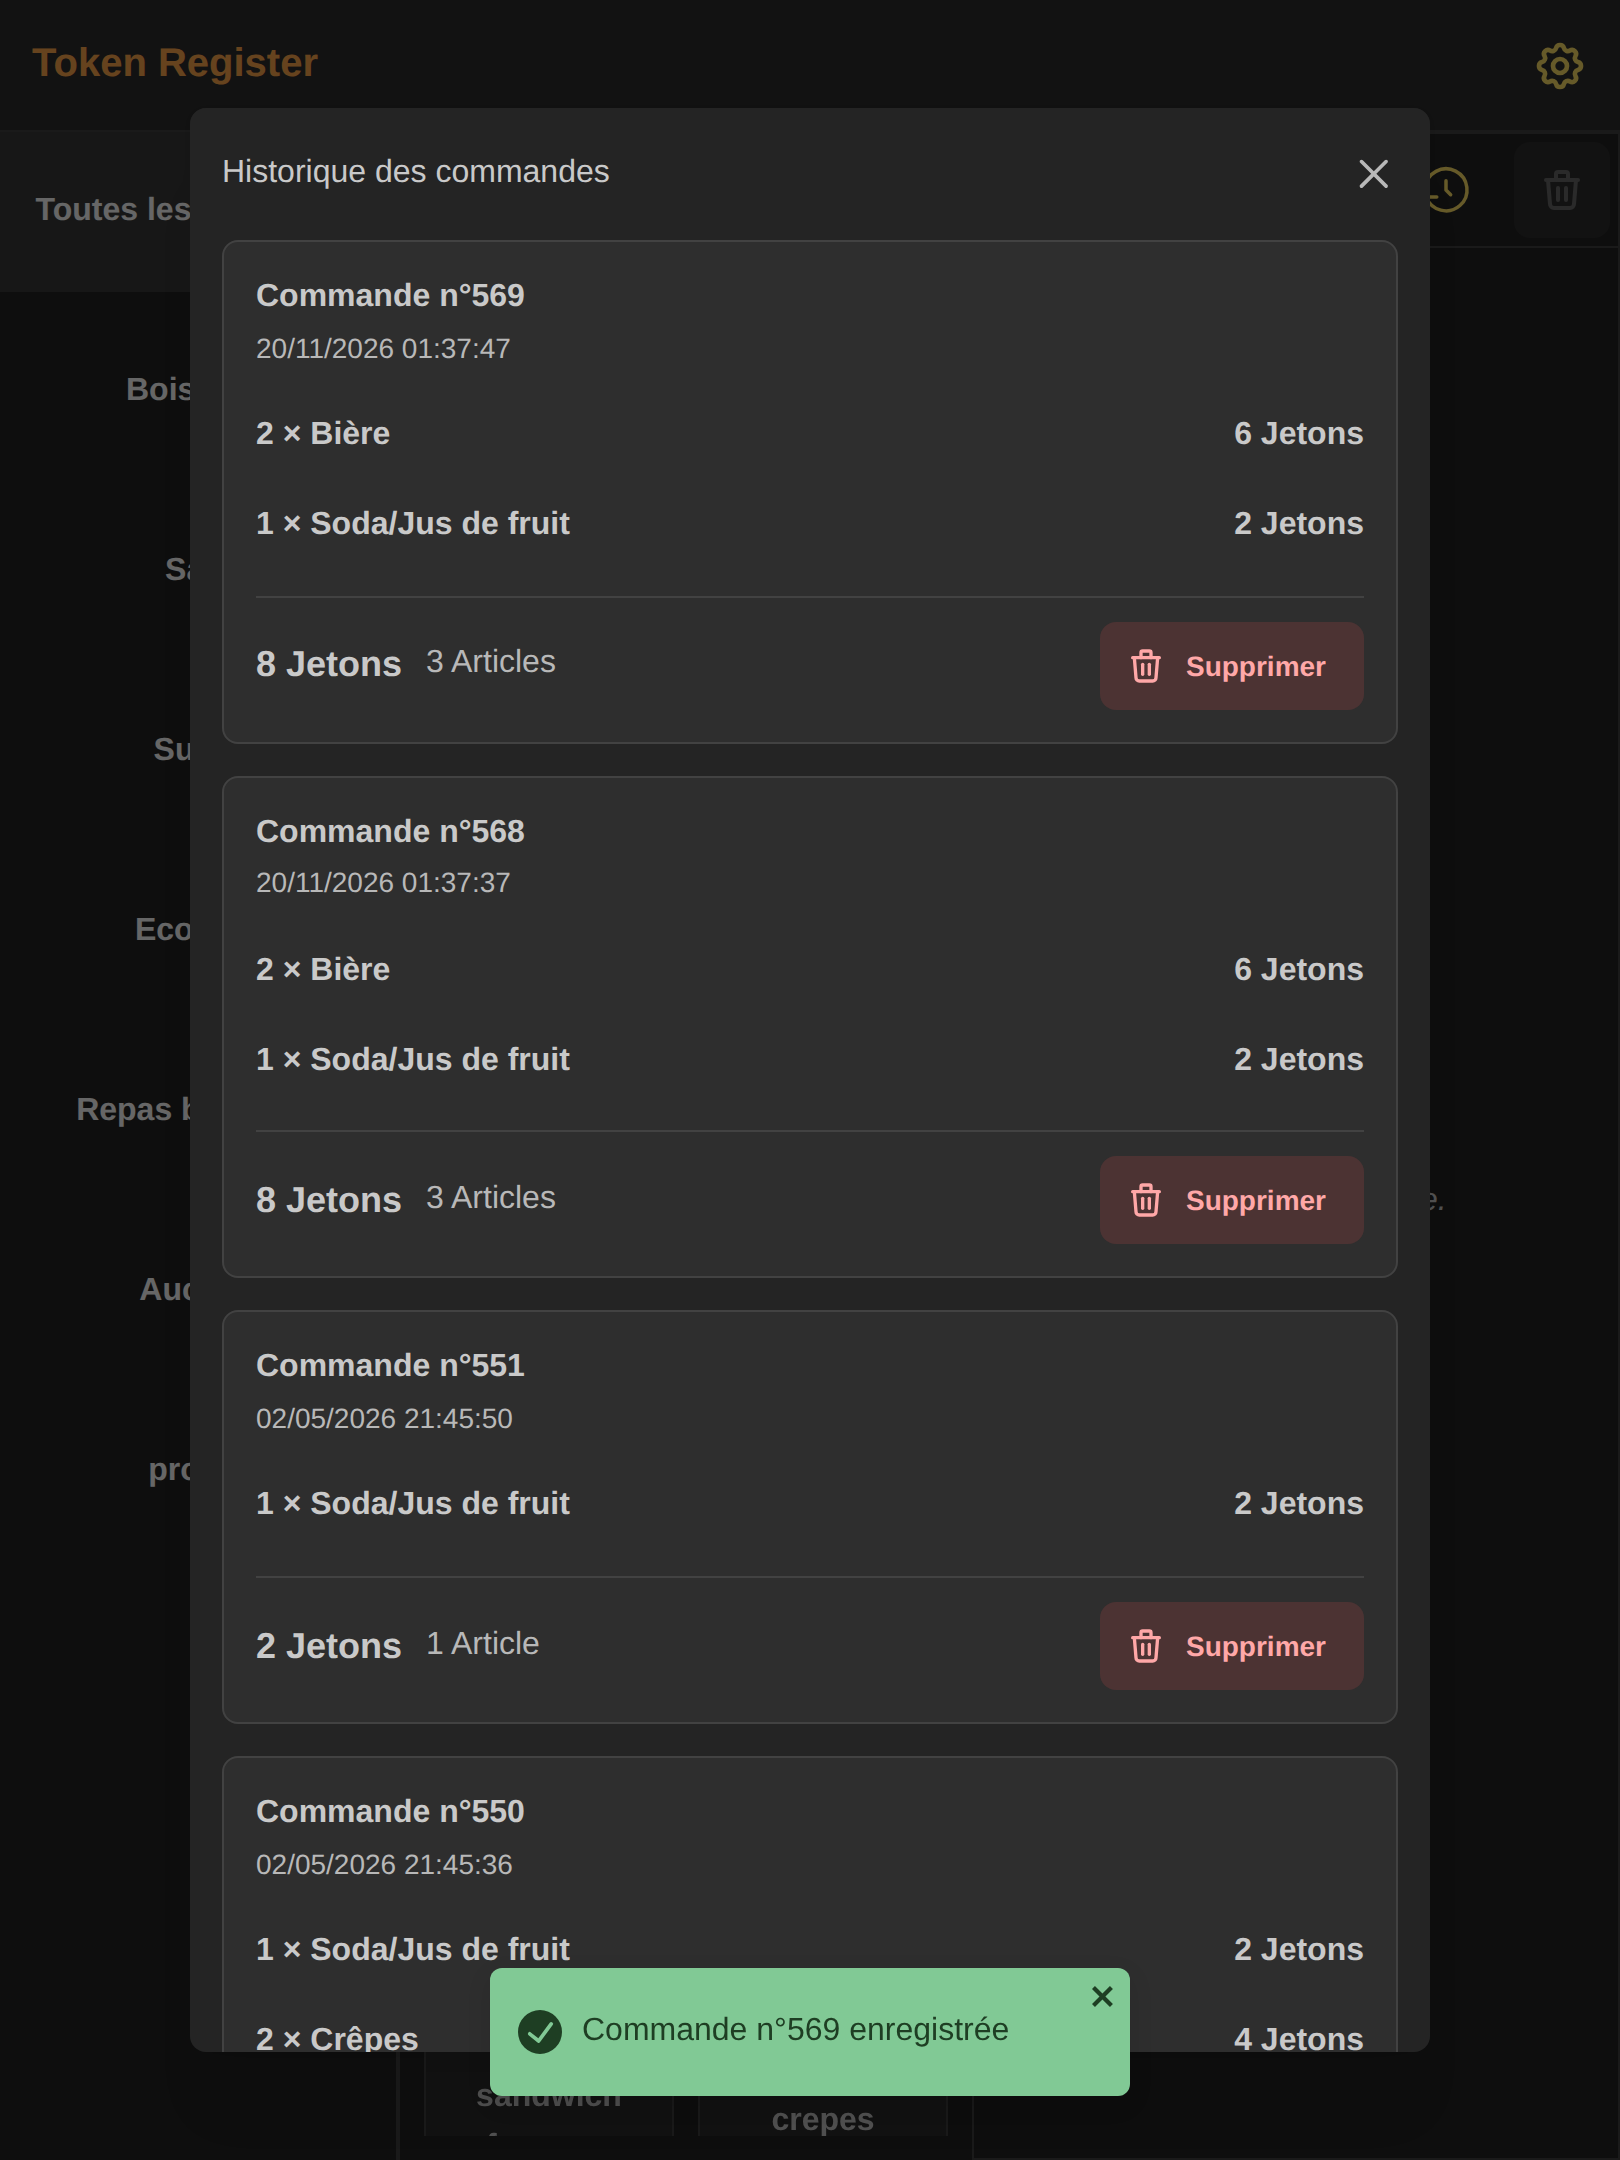 Token Register
Historique des commandes
Toutes les
Commande n°569
20/11/2026 01:37:47
2 × Bière 6 Jetons
1 × Soda/Jus de fruit 2 Jetons
8 Jetons 3 Articles Supprimer
Commande n°568
20/11/2026 01:37:37
2 × Bière 6 Jetons
1 × Soda/Jus de fruit 2 Jetons
8 Jetons 3 Articles Supprimer
Repas
Commande n°551
02/05/2026 21:45:50
1 × Soda/Jus de fruit 2 Jetons
2 Jetons 1 Article Supprimer
Commande n°550
02/05/2026 21:45:36
1 × Soda/Jus de fruit 2 Jetons
2 × Crêpes 4 Jetons
Commande n°569 enregistrée
sandwich
crepes